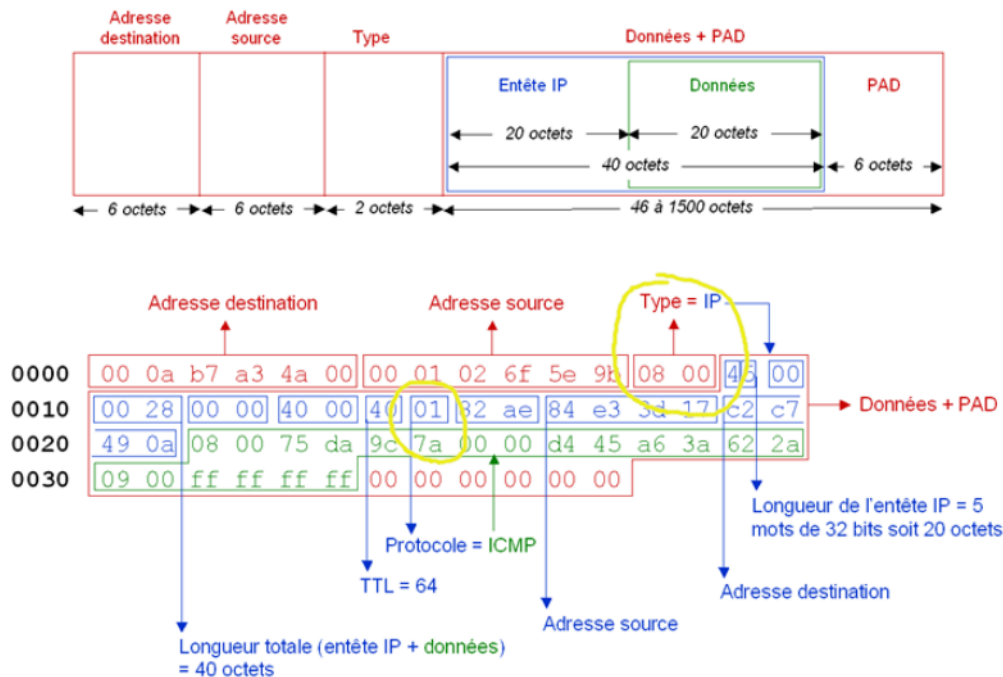 Adresse destination
Adresse source
Type
Données + PAD
Entête IP
Données
PAD
20 octets
20 octets
40 octets
6 octets
6 octets
6 octets
2 octets
46 à 1500 octets
Adresse destination
Adresse source
Type = IP
0000 00 0a b7 a3 4a 00 00 01 02 6f 5e 9b 08 00 45 00
0010 00 28 00 00 40 00 40 01 32 ae 84 e3 3d 17 c2 c7
Données + PAD
0020 49 0a 08 00 75 da 9c 7a 00 00 d4 45 a6 3a 62 2a
0030 09 00 ff ff ff ff 00 00 00 00 00 00
Longueur de l'entête IP = 5
mots de 32 bits soit 20 octets
Protocole = ICMP
TTL = 64
Adresse destination
Adresse source
Longueur totale (entête IP + données)
= 40 octets